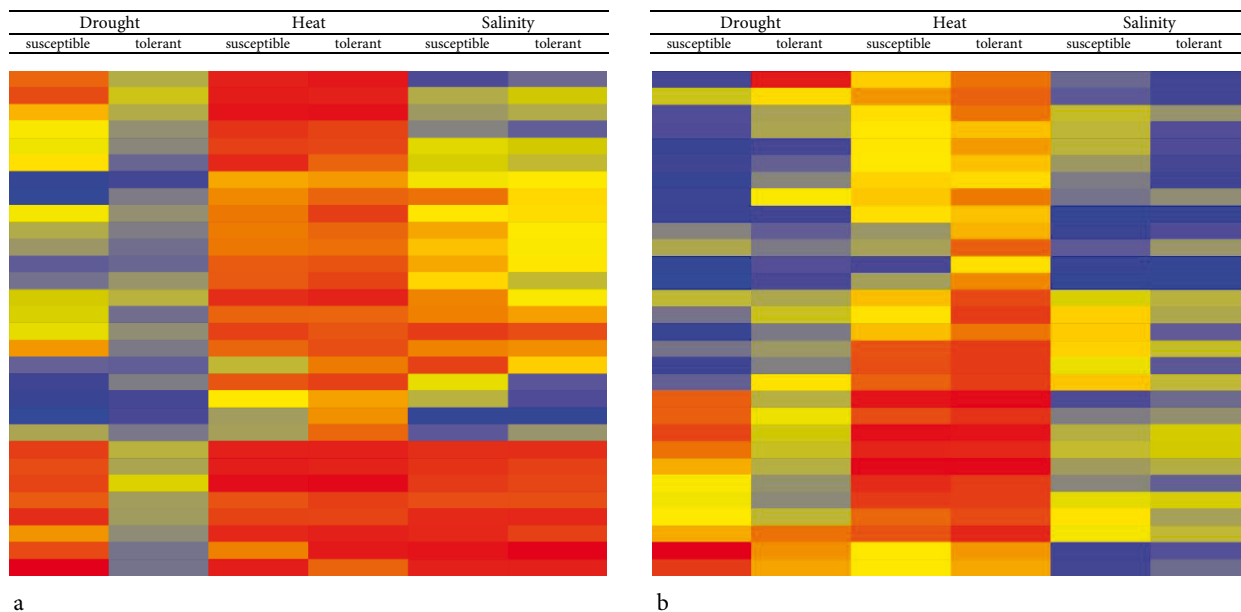 Drought Heat Salinity
susceptible tolerant susceptible tolerant susceptible tolerant
a
Drought Heat Salinity
susceptible tolerant susceptible tolerant susceptible tolerant
b